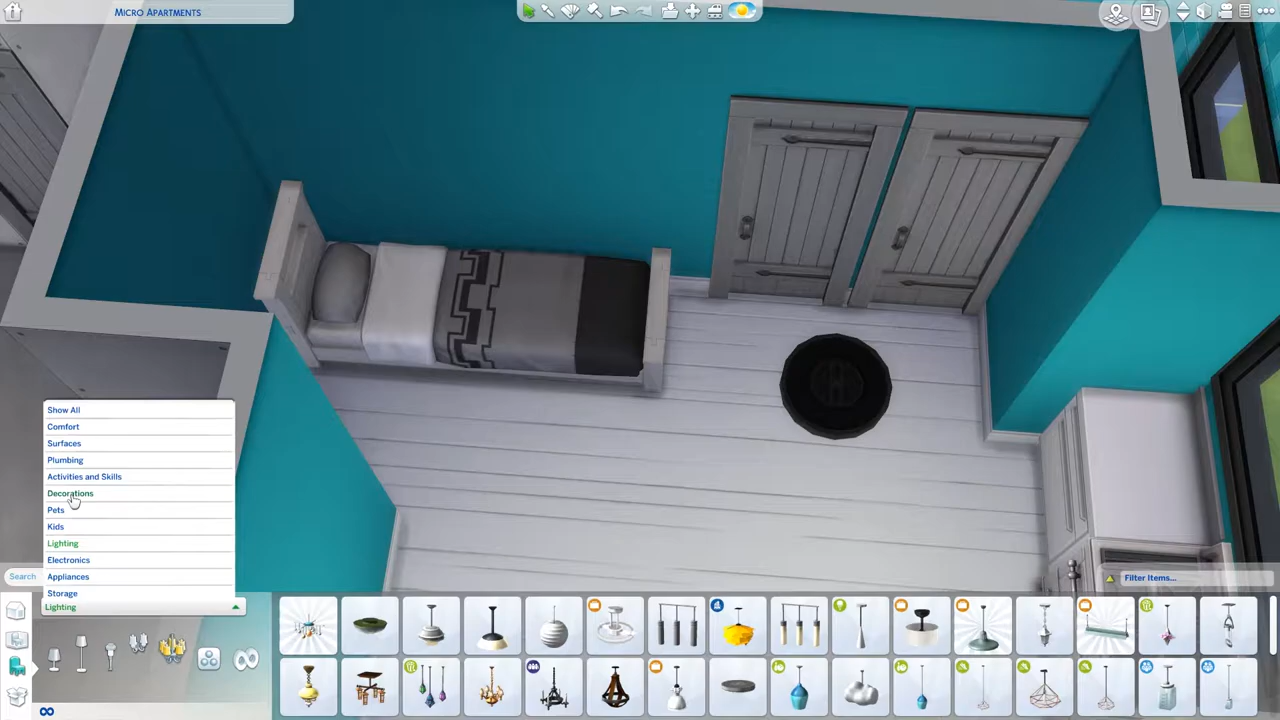 Micro Apartments
Show All
Comfort
Surfaces
Plumbing
Activities and Skills
Decorations
Pets
Kids
Lighting
Electronics
Appliances
Storage
Search
Lighting
Filter Items...